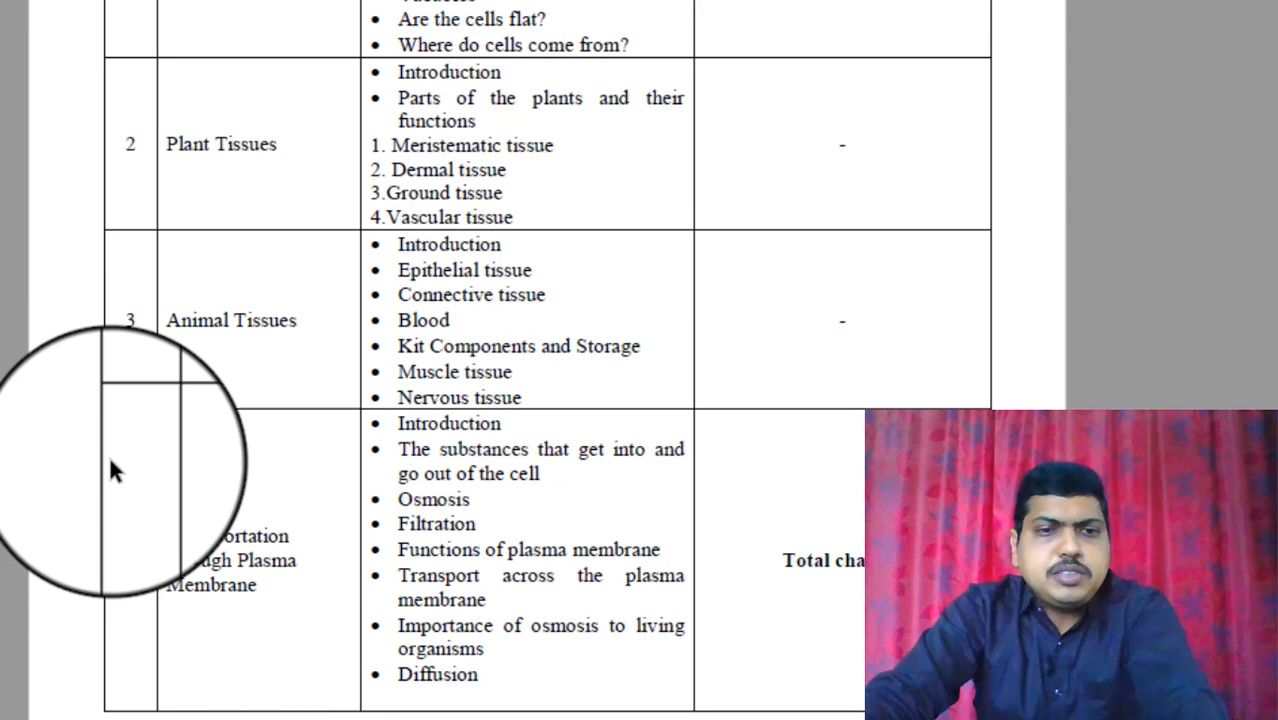 Are the cells flat?
Where do cells come from?
2
Plant Tissues
• Introduction
• Parts of the plants and their
functions
1. Meristematic tissue
2. Dermal tissue
3.Ground tissue
4.Vascular tissue
-
3
Animal Tissues
• Introduction
• Epithelial tissue
• Connective tissue
• Blood
• Kit Components and Storage
• Muscle tissue
• Nervous tissue
-
Plasma
Membrane
• Introduction
• The substances that get into and
go out of the cell
• Osmosis
• Filtration
• Functions of plasma membrane
• Transport across the plasma
membrane
• Importance of osmosis to living
organisms
• Diffusion
Total